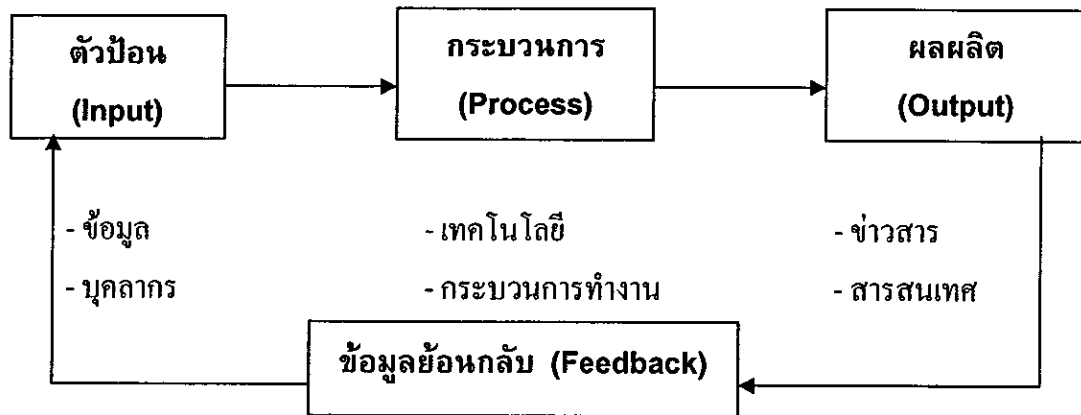 ตัวป้อน
(Input)
กระบวนการ
(Process)
ผลผลิต
(Output)
- ข้อมูล
- บุคลากร
- เทคโนโลยี
- กระบวนการทำงาน
- ข่าวสาร
- สารสนเทศ
ข้อมูลย้อนกลับ (Feedback)